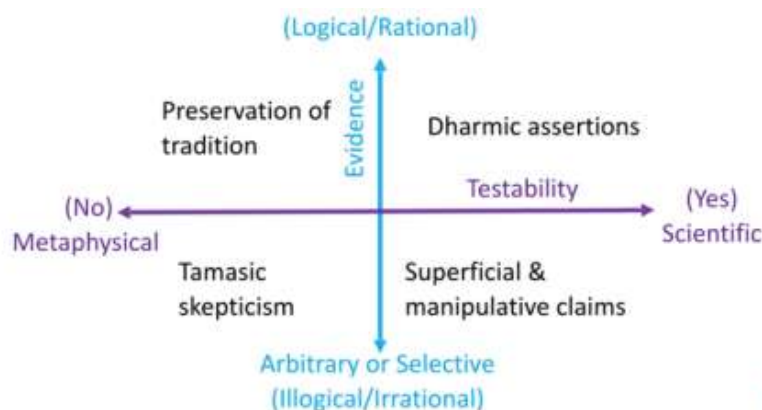 (Logical/Rational)
Preservation of
tradition
Evidence
Dharmic assertions
Testability
(No)
Metaphysical
(Yes)
Scientific
Tamasic
skepticism
Superficial &
manipulative claims
Arbitrary or Selective
(Illogical/Irrational)